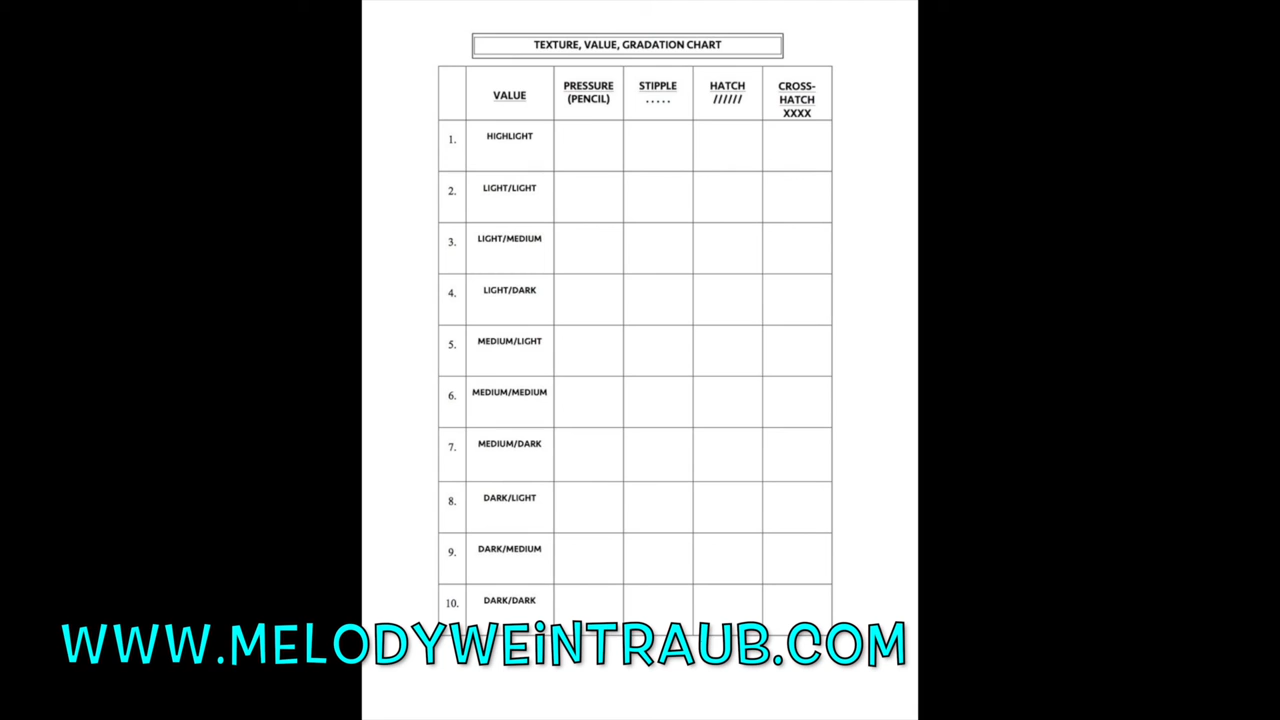 TEXTURE, VALUE, GRADATION CHART
VALUE
PRESSURE
(PENCIL)
STIPPLE
. . . . .
HATCH
//////
CROSS-
HATCH
XXXX
1. HIGHLIGHT
2. LIGHT/LIGHT
3. LIGHT/MEDIUM
4. LIGHT/DARK
5. MEDIUM/LIGHT
6. MEDIUM/MEDIUM
7. MEDIUM/DARK
8. DARK/LIGHT
9. DARK/MEDIUM
10. DARK/DARK
WWW.MELODYWEiNTRAUB.COM